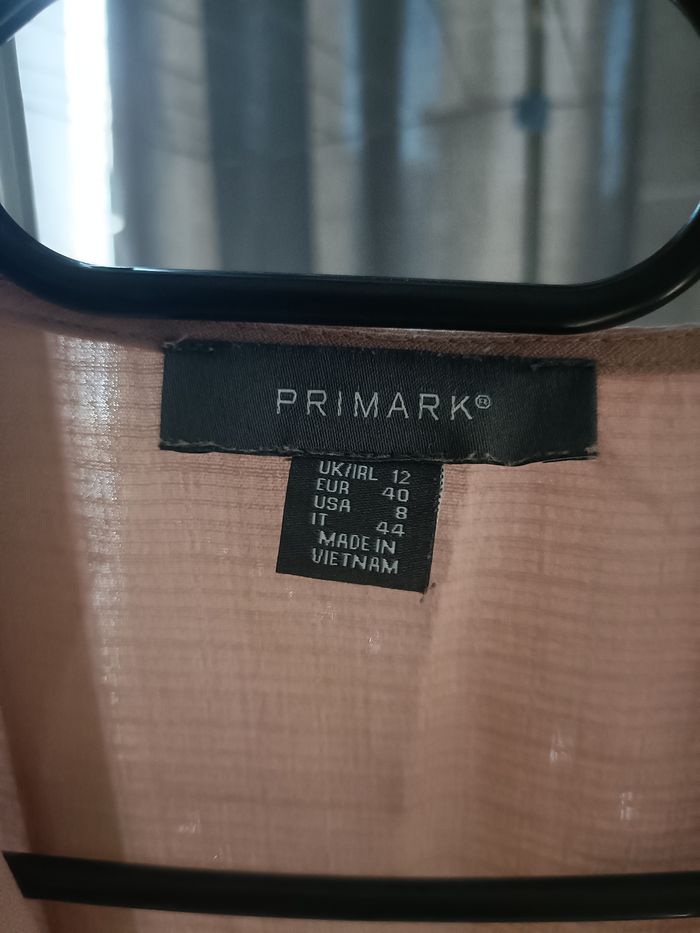 PRIMARK®
UK/IRL 12
EUR 40
USA 8
IT 44
MADE IN
VIETNAM